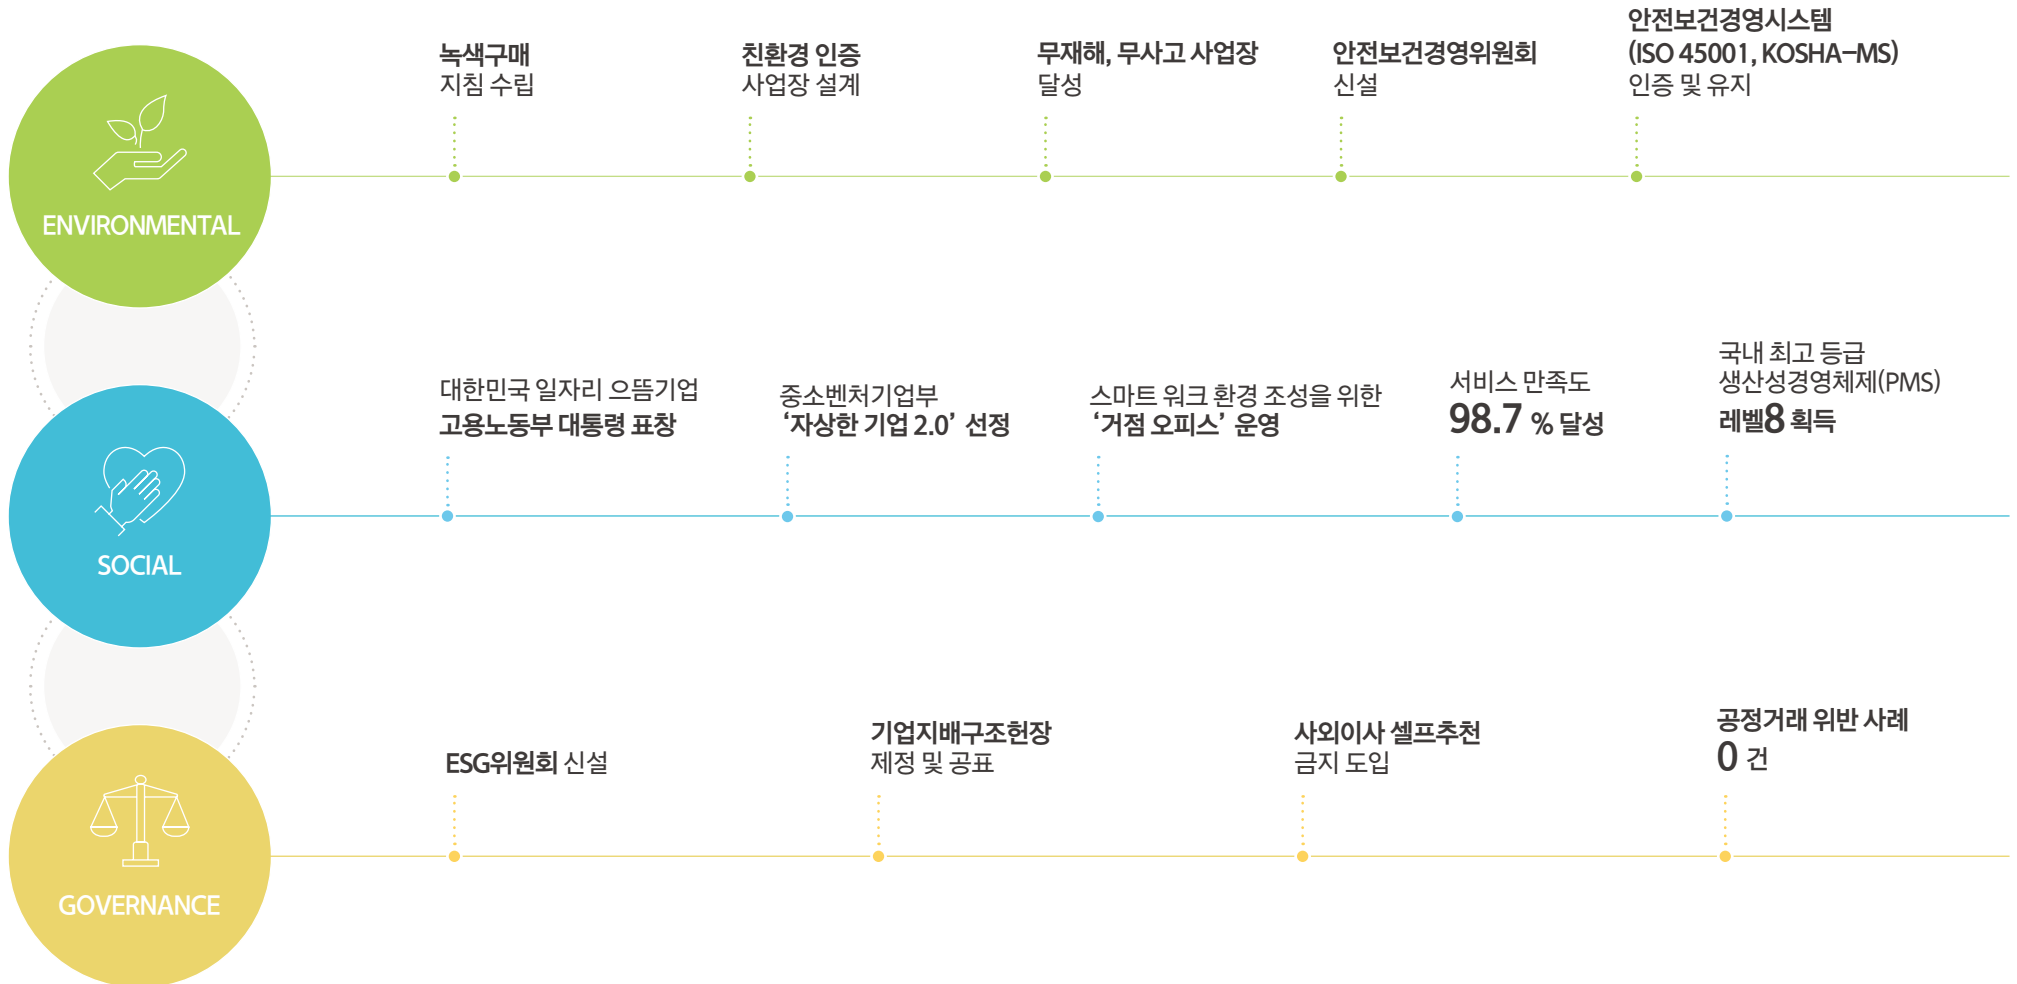 ENVIRONMENTAL
녹색구매
지침 수립
친환경 인증
사업장 설계
무재해, 무사고 사업장
달성
안전보건경영위원회
신설
안전보건경영시스템
(ISO 45001, KOSHA-MS)
인증 및 유지
SOCIAL
대한민국 일자리 으뜸기업
고용노동부 대통령 표창
중소벤처기업부
‘자상한 기업 2.0’ 선정
스마트 워크 환경 조성을 위한
‘거점 오피스’ 운영
서비스 만족도
98.7 % 달성
국내 최고 등급
생산성경영체제(PMS)
레벨8 획득
GOVERNANCE
ESG위원회 신설
기업지배구조헌장
제정 및 공표
사외이사 셀프추천
금지 도입
공정거래 위반 사례
0 건